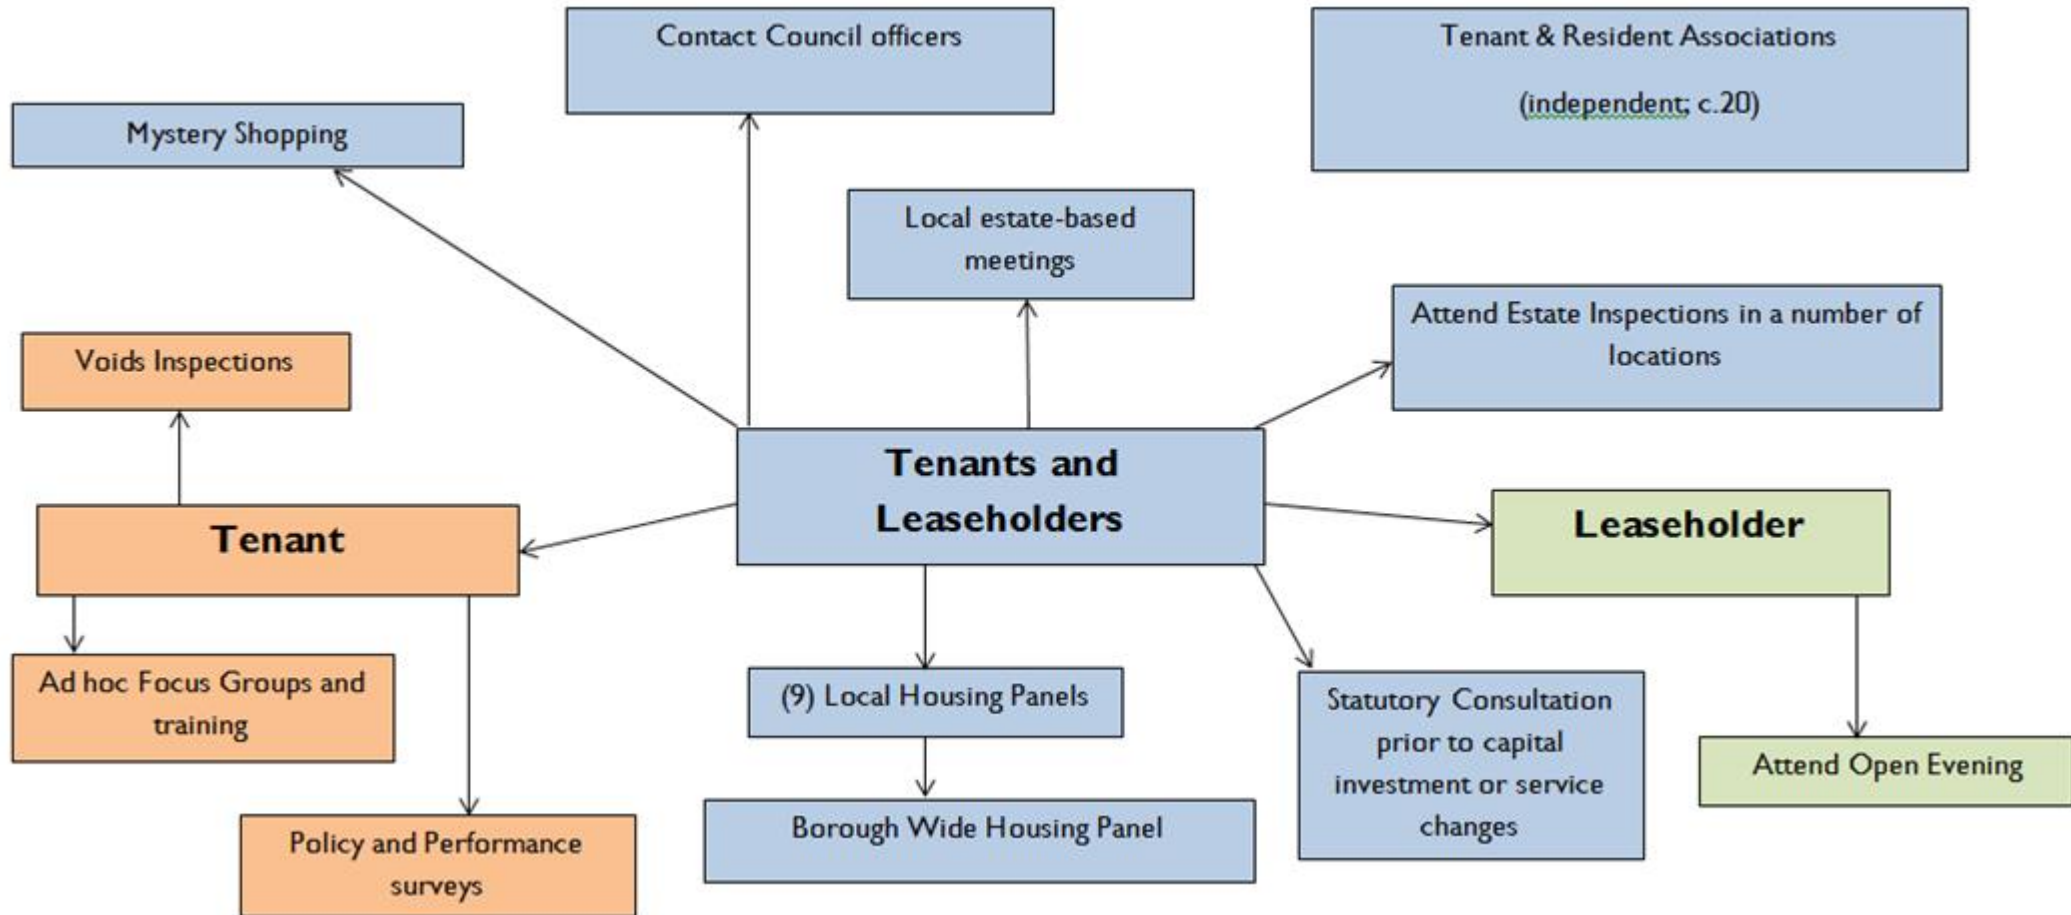 Contact Council officers
Tenant & Resident Associations
(independent; c.20)
Mystery Shopping
Local estate-based
meetings
Attend Estate Inspections in a number of
locations
Voids Inspections
Tenants and
Leaseholders
Tenant
Leaseholder
Ad hoc Focus Groups and
training
(9) Local Housing Panels
Statutory Consultation
prior to capital
investment or service
changes
Attend Open Evening
Policy and Performance
surveys
Borough Wide Housing Panel